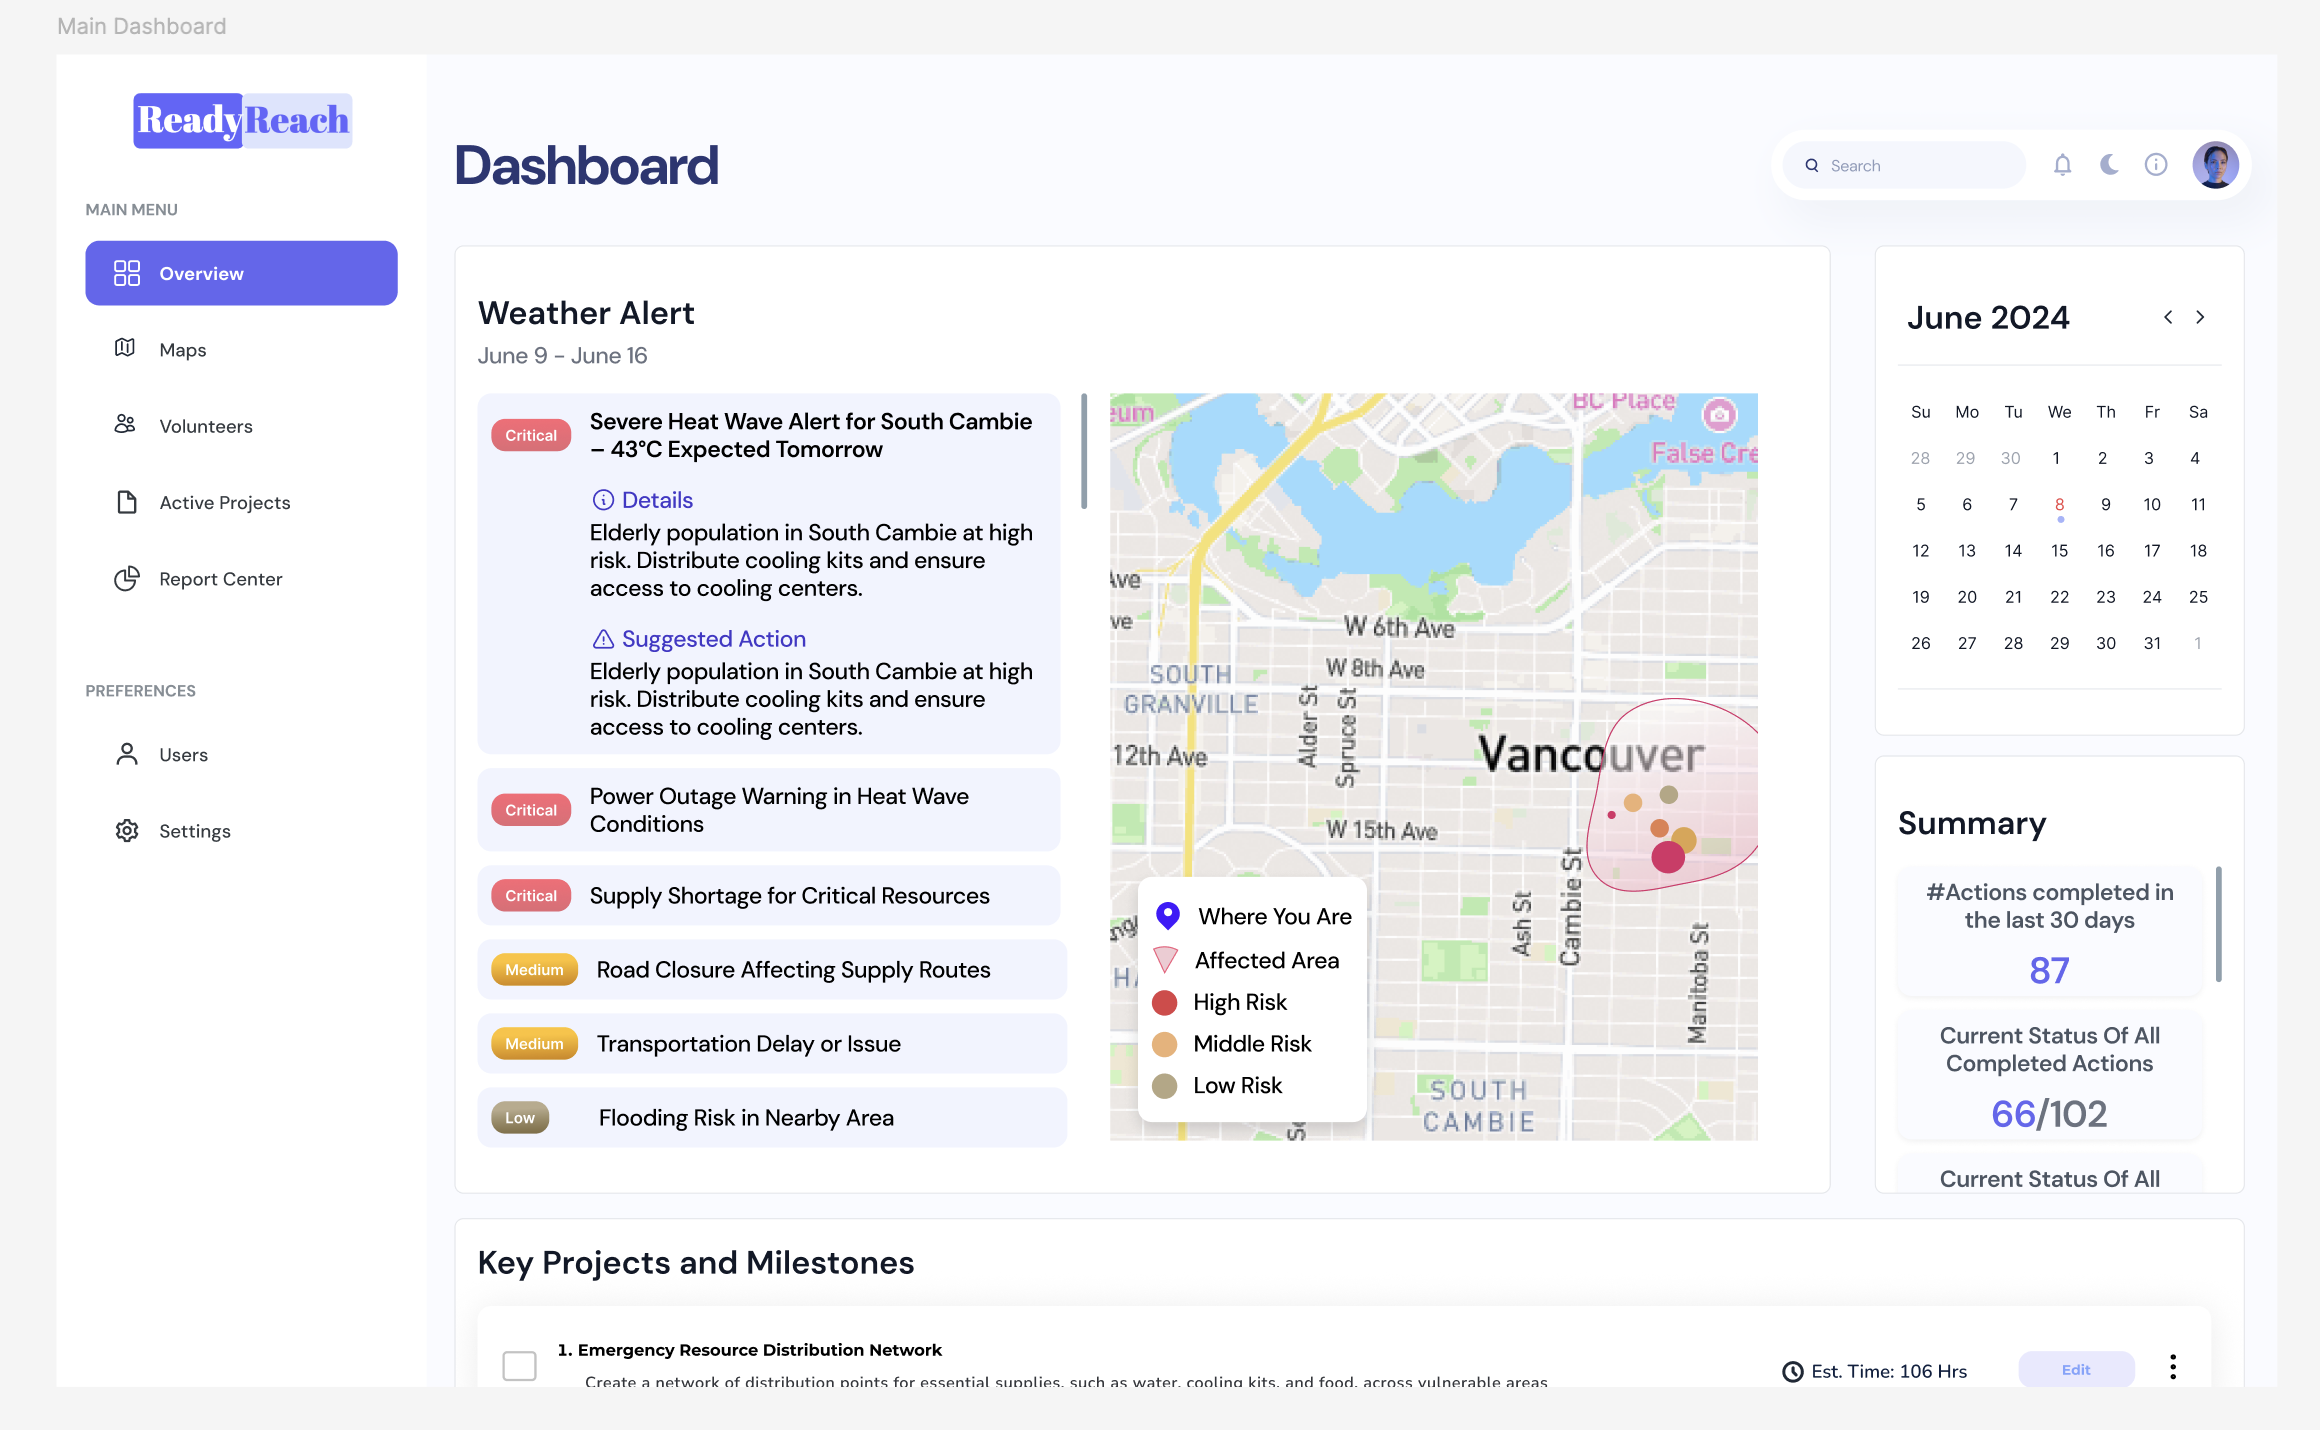 Main Dashboard
ReadyReach
MAIN MENU
Overview
Maps
Volunteers
Active Projects
Report Center
PREFERENCES
Users
Settings
Dashboard
Search
Weather Alert
June 9 – June 16
Critical
Severe Heat Wave Alert for South Cambie
– 43°C Expected Tomorrow
Details
Elderly population in South Cambie at high
risk. Distribute cooling kits and ensure
access to cooling centers.
Suggested Action
Elderly population in South Cambie at high
risk. Distribute cooling kits and ensure
access to cooling centers.
Critical
Power Outage Warning in Heat Wave
Conditions
Critical
Supply Shortage for Critical Resources
Medium
Road Closure Affecting Supply Routes
Medium
Transportation Delay or Issue
Low
Flooding Risk in Nearby Area
BC Place
False Cre
Ave
W 6th Ave
W 8th Ave
SOUTH
GRANVILLE
Alder St
Spruce St
12th Ave
Vancouver
W 15th Ave
Ash St
Cambie St
Manitoba St
SOUTH
CAMBIE
Where You Are
Affected Area
High Risk
Middle Risk
Low Risk
June 2024
Su Mo Tu We Th Fr Sa
28 29 30 1 2 3 4
5 6 7 8 9 10 11
12 13 14 15 16 17 18
19 20 21 22 23 24 25
26 27 28 29 30 31 1
Summary
#Actions completed in
the last 30 days
87
Current Status Of All
Completed Actions
66/102
Current Status Of All
Key Projects and Milestones
1. Emergency Resource Distribution Network
Create a network of distribution points for essential supplies, such as water, cooling kits, and food, across vulnerable areas
Est. Time: 106 Hrs
Edit